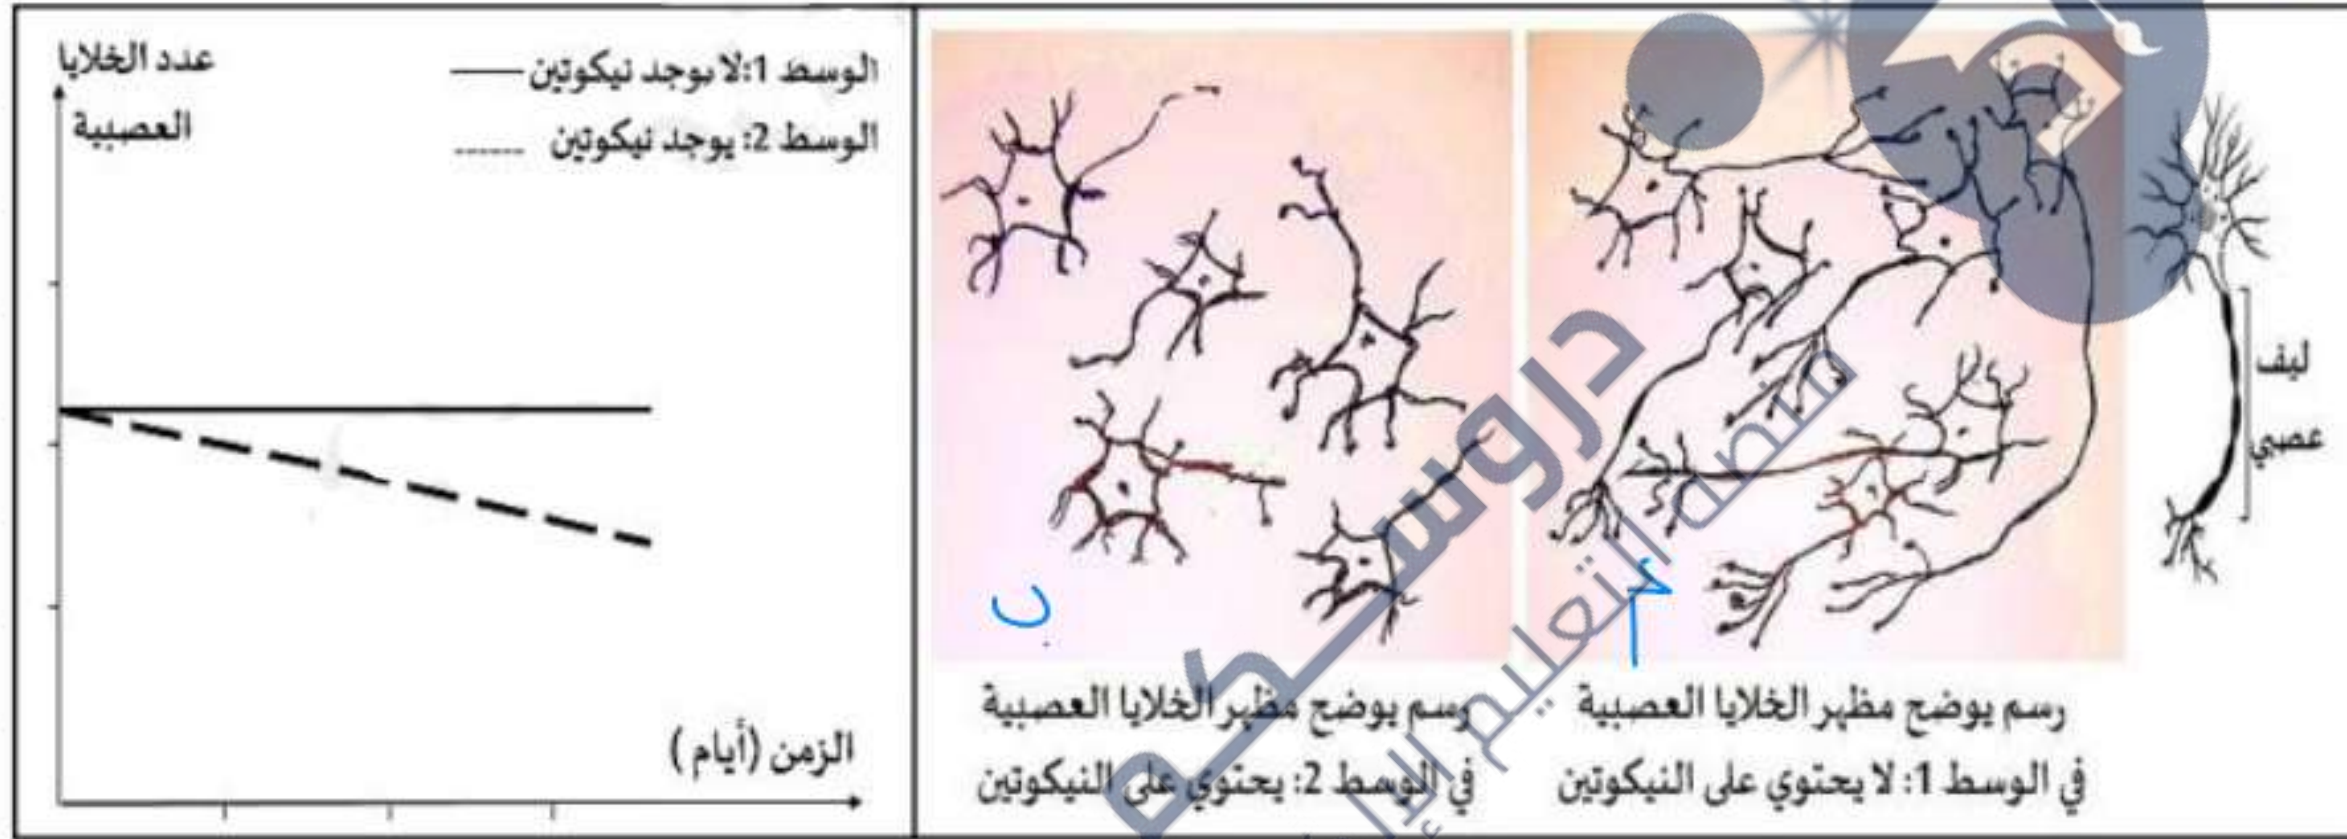 عدد الخلايا
العصبية
الوسط 1:لا يوجد نيكوتين
الوسط 2: يوجد نيكوتين
الزمن (أيام)
ليف
عصبي
أ
ب
رسم يوضح مظهر الخلايا العصبية
في الوسط 1: لا يحتوي على النيكوتين
رسم يوضح مظهر الخلايا العصبية
في الوسط 2: يحتوي على النيكوتين
منصة التعليم